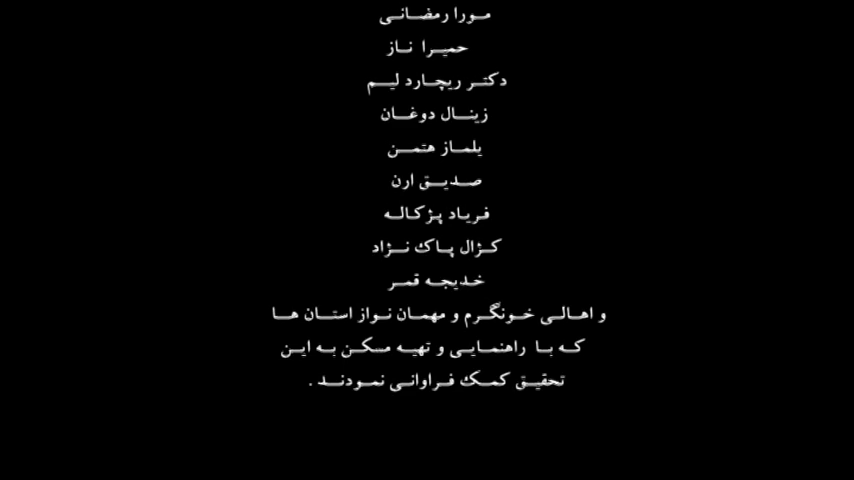 مورا رمضانی
حمیرا ناز
دکتر ریچارد لیم
زینال دوغان
یلماز هتمن
صدیق ارن
فریاد پژکاله
کژال پاک نژاد
خدیجه قمر
و اهالی خونگرم و مهمان نواز استان ها
که با راهنمایی و تهیه مسکن به این
تحقیق کمک فراوانی نمودند .